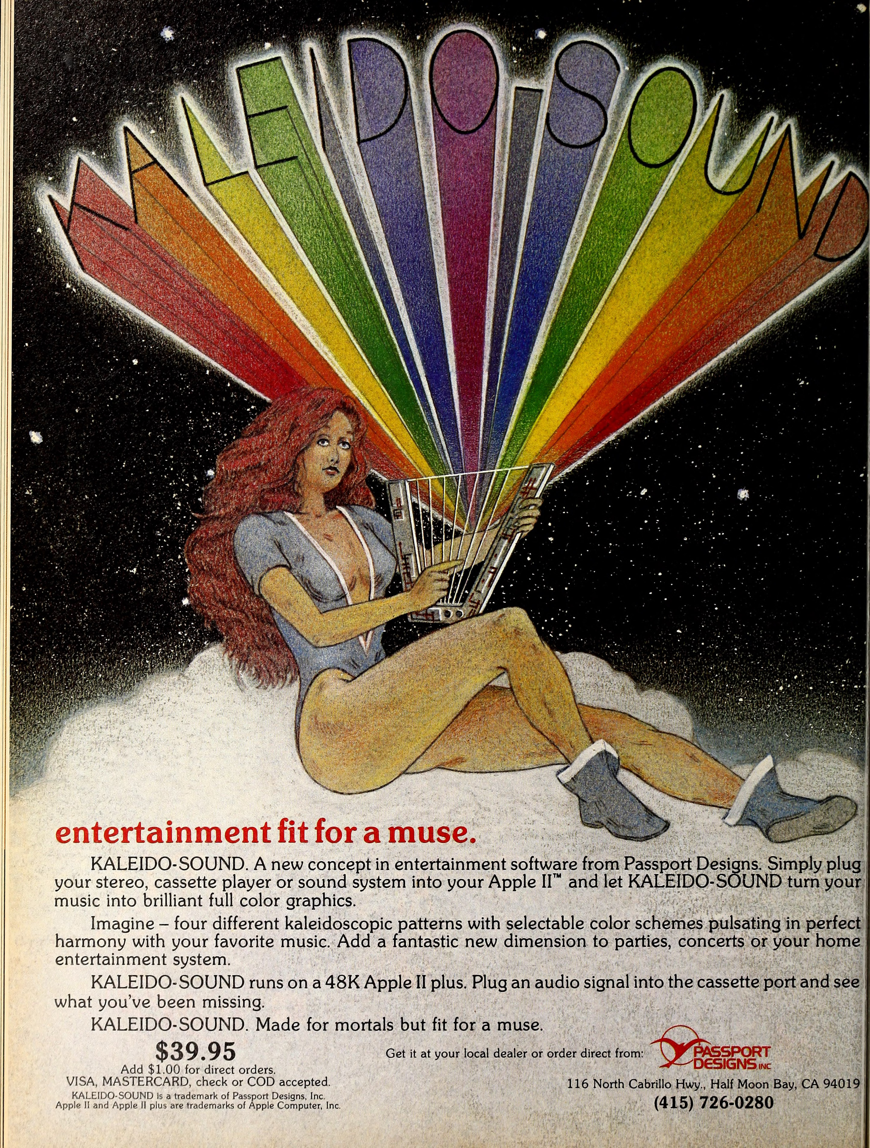 KALEIDO-SOUND
entertainment fit for a muse.
KALEIDO-SOUND. A new concept in entertainment software from Passport Designs. Simply plug
your stereo, cassette player or sound system into your Apple II™ and let KALEIDO-SOUND turn your
music into brilliant full color graphics.
Imagine – four different kaleidoscopic patterns with selectable color schemes pulsating in perfect
harmony with your favorite music. Add a fantastic new dimension to parties, concerts or your home
entertainment system.
KALEIDO-SOUND runs on a 48K Apple II plus. Plug an audio signal into the cassette port and see
what you've been missing.
KALEIDO-SOUND. Made for mortals but fit for a muse.
$39.95
Add $1.00 for direct orders.
VISA, MASTERCARD, check or COD accepted.
KALEIDO-SOUND is a trademark of Passport Designs, Inc.
Apple II and Apple II plus are trademarks of Apple Computer, Inc.
Get it at your local dealer or order direct from:
PASSPORT
DESIGNS INC
116 North Cabrillo Hwy., Half Moon Bay, CA 94019
(415) 726-0280